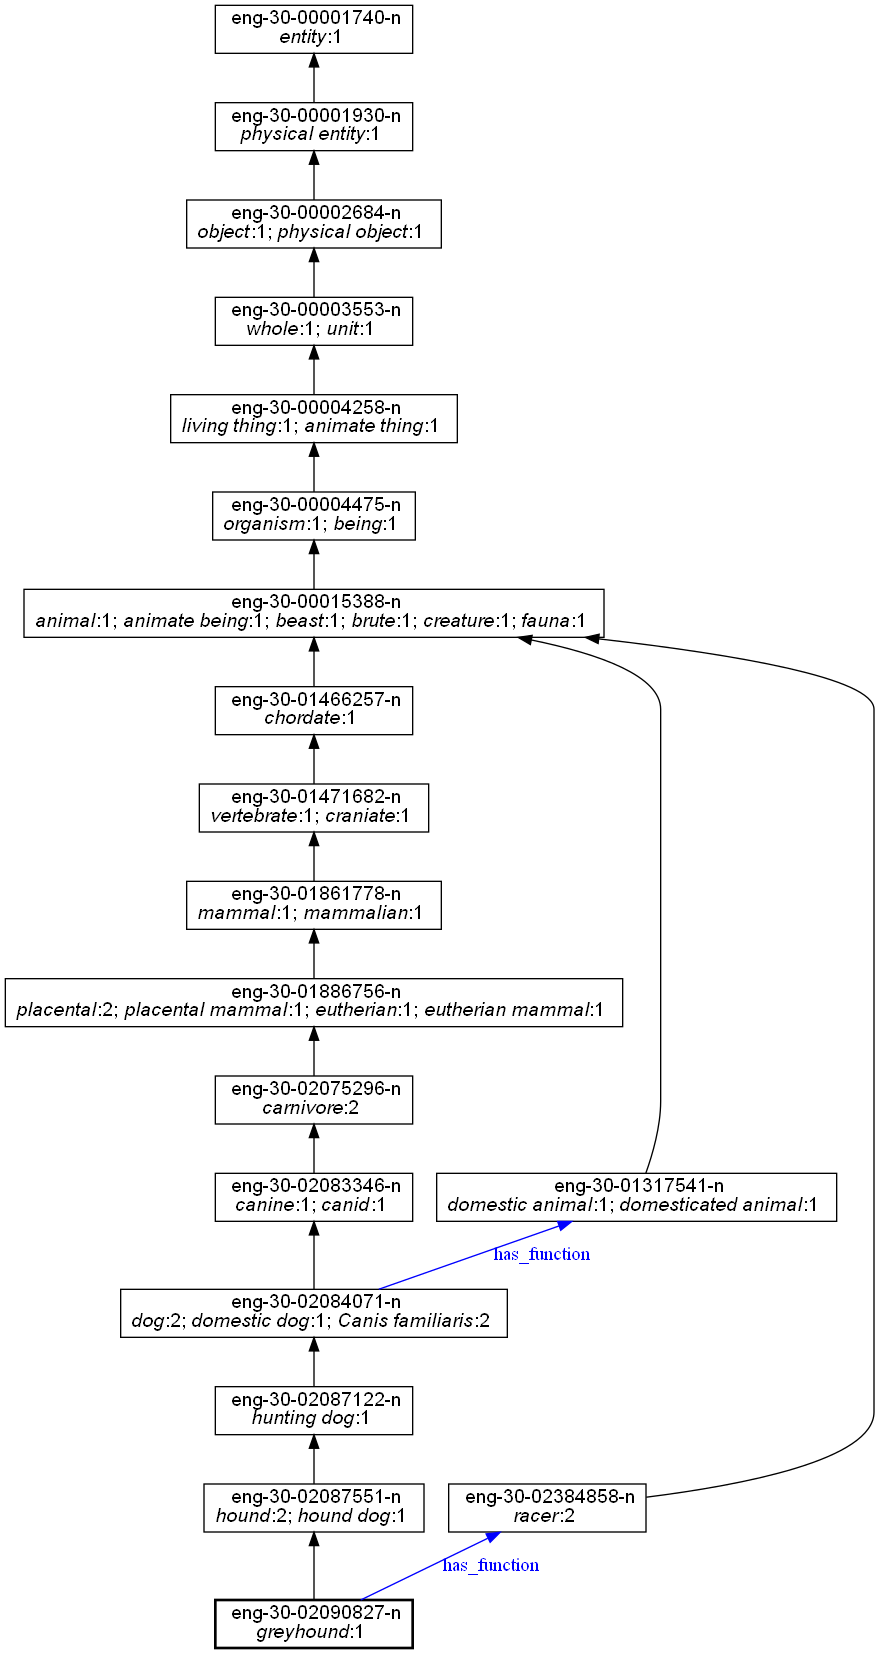 eng-30-00001740-n
entity:1
eng-30-00001930-n
physical entity:1
eng-30-00002684-n
object:1; physical object:1
eng-30-00003553-n
whole:1; unit:1
eng-30-00004258-n
living thing:1; animate thing:1
eng-30-00004475-n
organism:1; being:1
eng-30-00015388-n
animal:1; animate being:1; beast:1; brute:1; creature:1; fauna:1
eng-30-01466257-n
chordate:1
eng-30-01471682-n
vertebrate:1; craniate:1
eng-30-01861778-n
mammal:1; mammalian:1
eng-30-01886756-n
placental:2; placental mammal:1; eutherian:1; eutherian mammal:1
eng-30-02075296-n
carnivore:2
eng-30-02083346-n
canine:1; canid:1
eng-30-01317541-n
domestic animal:1; domesticated animal:1
has_function
eng-30-02084071-n
dog:2; domestic dog:1; Canis familiaris:2
eng-30-02087122-n
hunting dog:1
eng-30-02087551-n
hound:2; hound dog:1
eng-30-02384858-n
racer:2
has_function
eng-30-02090827-n
greyhound:1